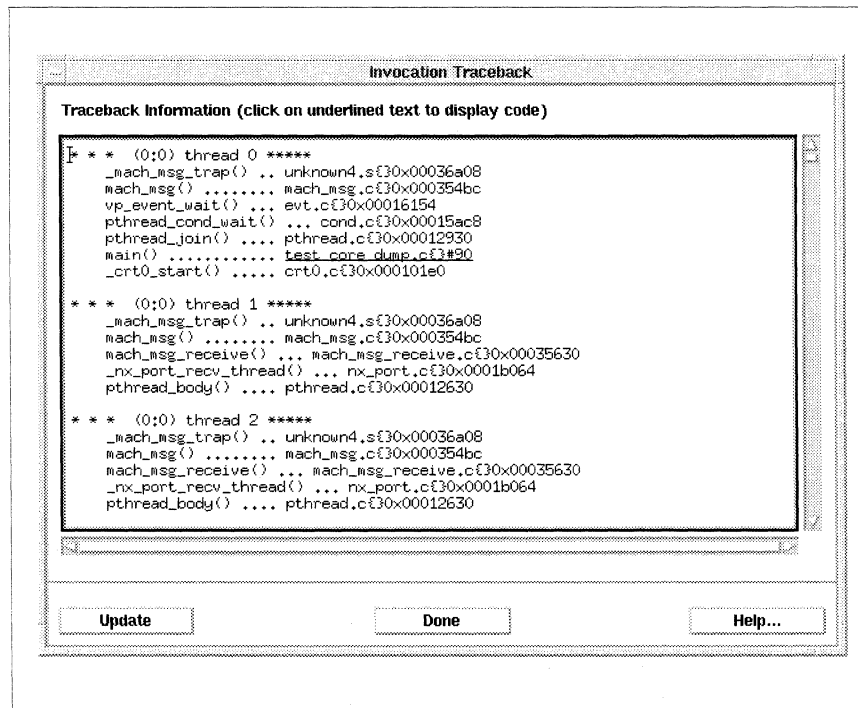 Invocation Traceback
Traceback Information (click on underlined text to display code)
* * *  (0:0) thread 0 *****
_mach_msg_trap() .. unknown4.s{}0x00036a08
mach_msg() ........ mach_msg.c{}0x000354bc
vp_event_wait() ... evt.c{}0x00016154
pthread_cond_wait() ... cond.c{}0x00015ac8
pthread_join() .... pthread.c{}0x00012930
main() ............ test_core_dump.c{}#90
_crt0_start() ..... crt0.c{}0x000101e0
* * *  (0:0) thread 1 *****
_mach_msg_trap() .. unknown4.s{}0x00036a08
mach_msg() ........ mach_msg.c{}0x000354bc
mach_msg_receive() ... mach_msg_receive.c{}0x00035630
_nx_port_recv_thread() ... nx_port.c{}0x0001b064
pthread_body() .... pthread.c{}0x00012630
* * *  (0:0) thread 2 *****
_mach_msg_trap() .. unknown4.s{}0x00036a08
mach_msg() ........ mach_msg.c{}0x000354bc
mach_msg_receive() ... mach_msg_receive.c{}0x00035630
_nx_port_recv_thread() ... nx_port.c{}0x0001b064
pthread_body() .... pthread.c{}0x00012630
Update
Done
Help...